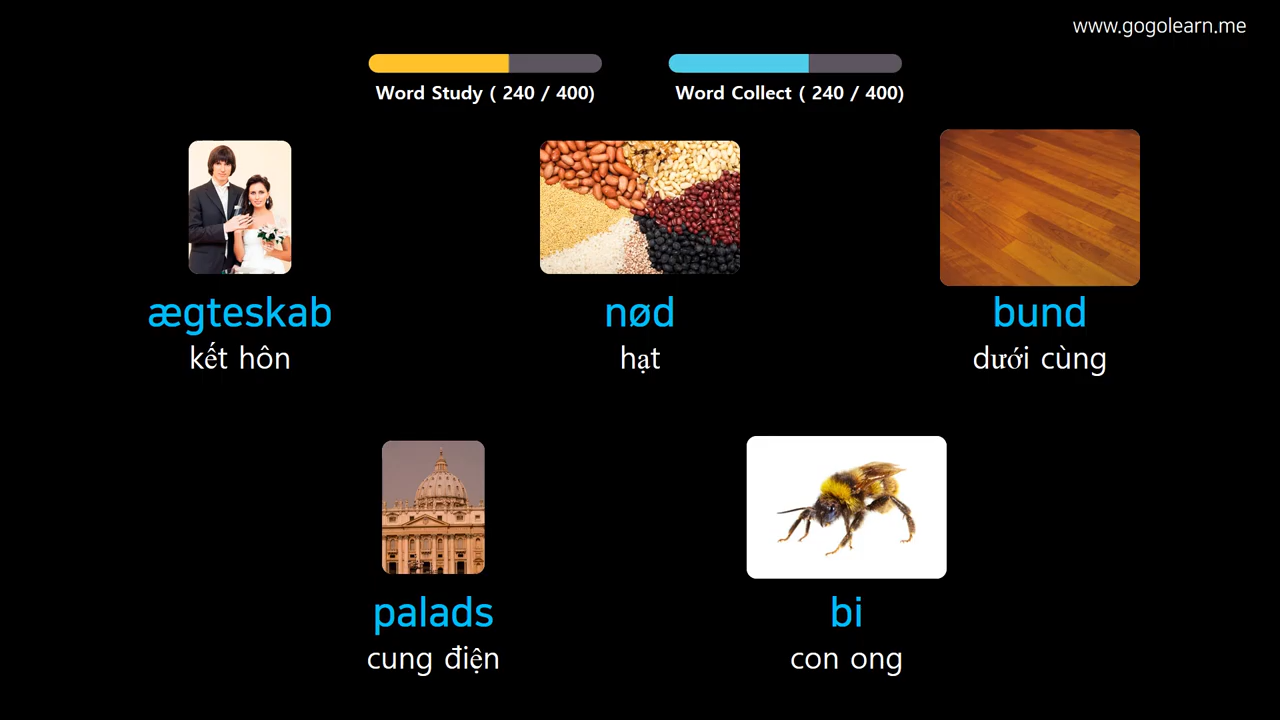 www.gogolearn.me
Word Study ( 240 / 400)
Word Collect ( 240 / 400)
ægteskab
kết hôn
nød
hạt
bund
dưới cùng
palads
cung điện
bi
con ong